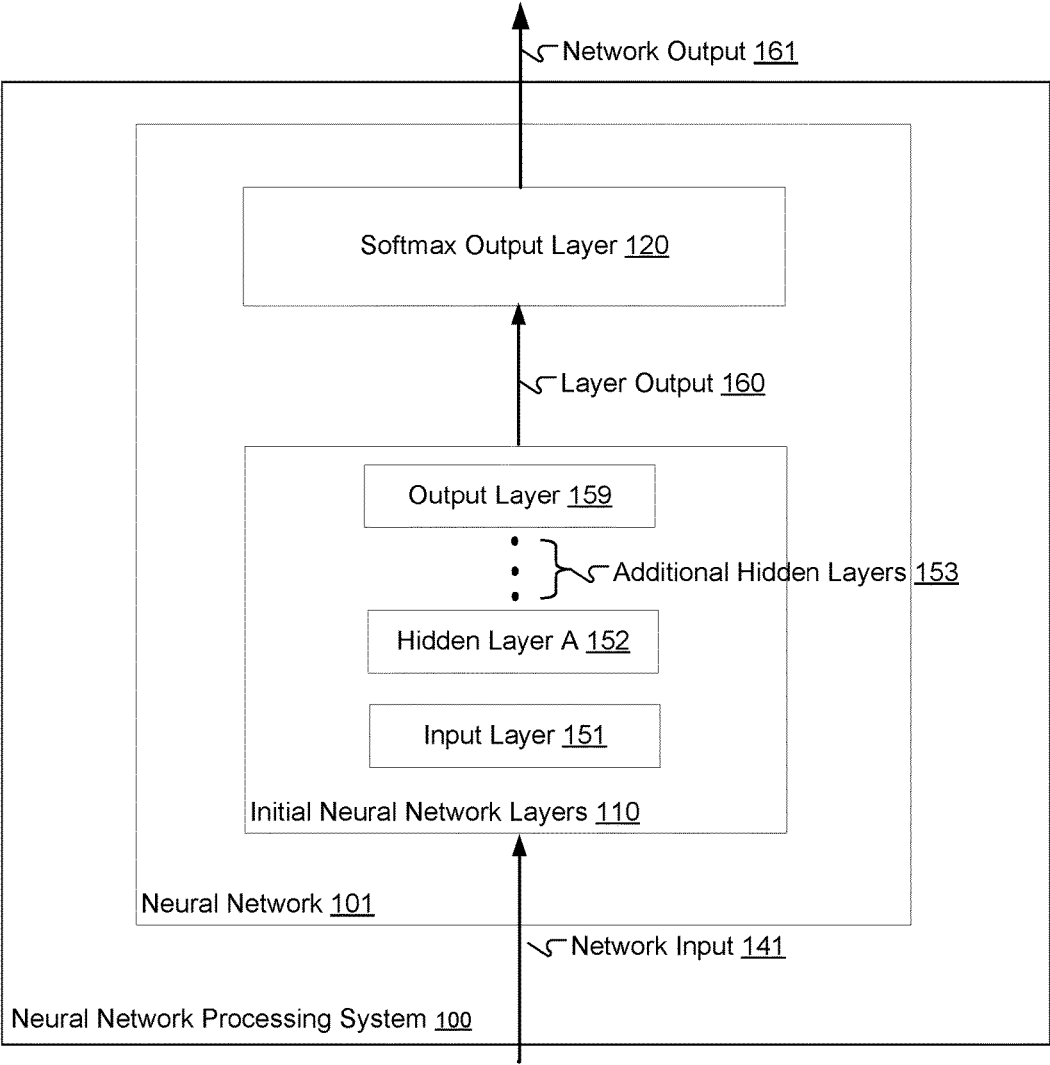 Network Output 161
Softmax Output Layer 120
Layer Output 160
Output Layer 159
Additional Hidden Layers 153
Hidden Layer A 152
Input Layer 151
Initial Neural Network Layers 110
Neural Network 101
Network Input 141
Neural Network Processing System 100